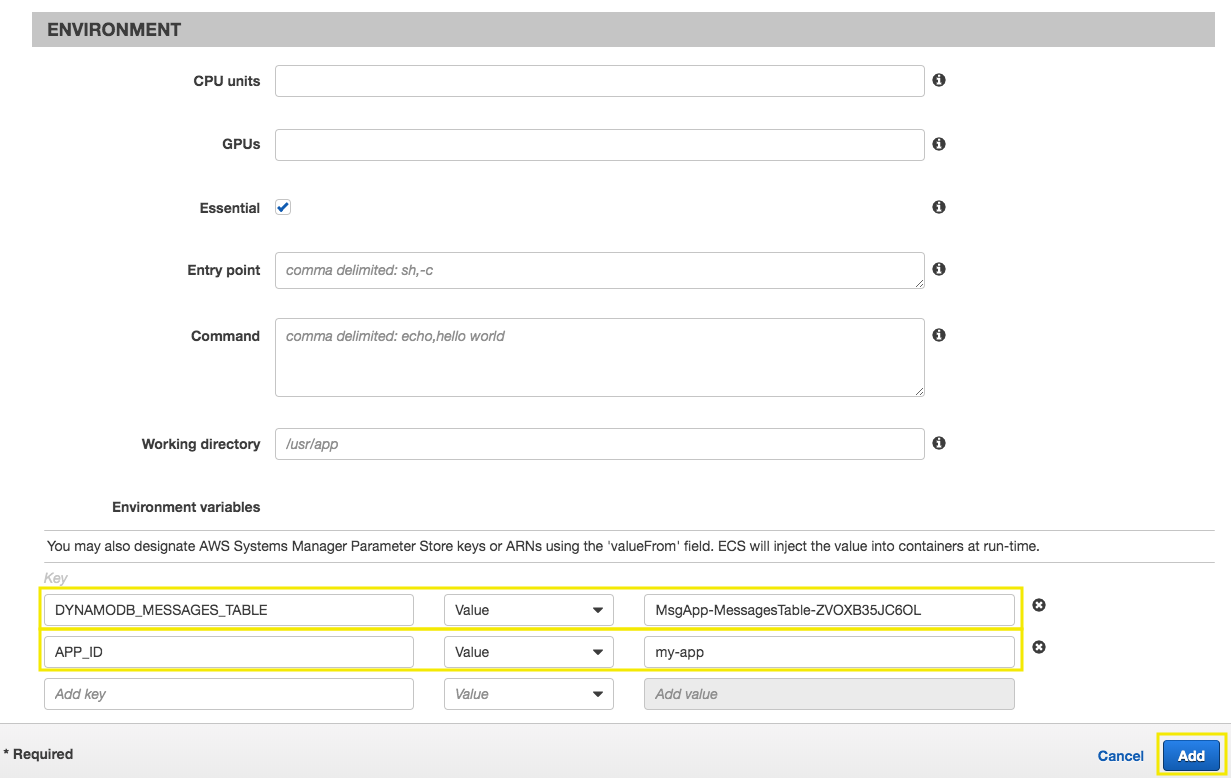 ENVIRONMENT
CPU units
GPUs
Essential
Entry point comma delimited: sh,-c
Command comma delimited: echo,hello world
Working directory /usr/app
Environment variables
You may also designate AWS Systems Manager Parameter Store keys or ARNs using the 'valueFrom' field. ECS will inject the value into containers at run-time.
Key
DYNAMODB_MESSAGES_TABLE Value MsgApp-MessagesTable-ZVOXB35JC6OL
APP_ID Value my-app
Add key Value Add value
* Required Cancel Add